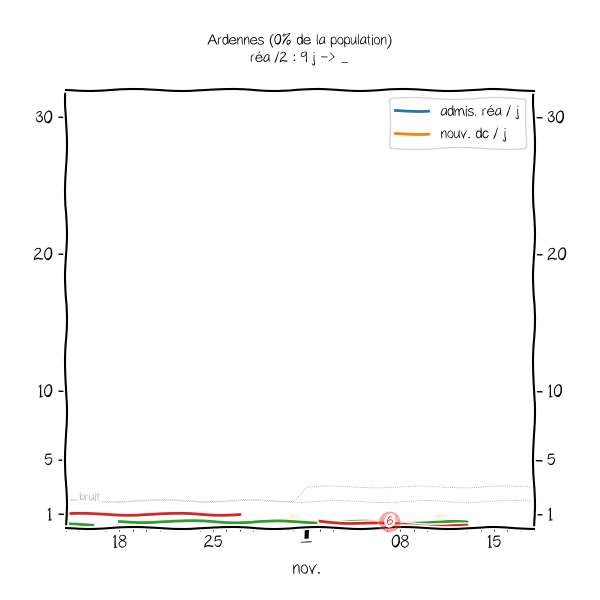 Ardennes (0% de la population)
réa /2 : 9 j -> _
30
20
10
5
1
30
20
10
5
1
admis. réa / j
nouv. dc / j
bruit
6
18
25
1
08
15
nov.